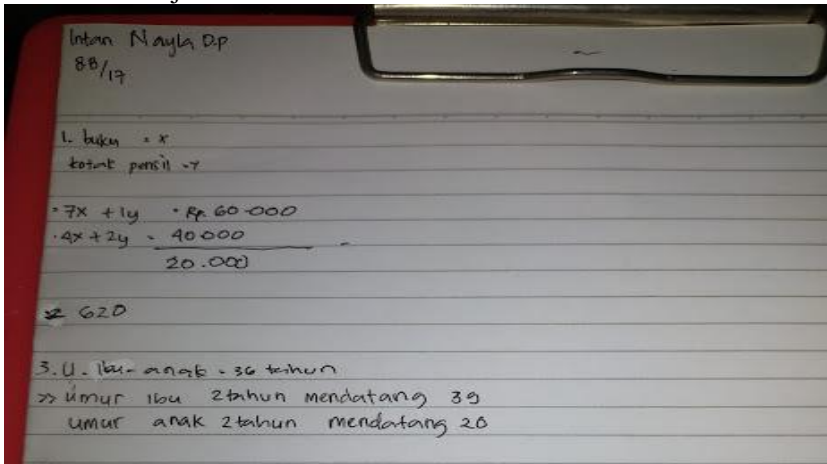 Intan Nayla D.P
8B/17
1. buku = x
kotak pensil = y
= 7x + 1y = Rp. 60.000
= 4x + 2y = 40.000 -
20.000
2 620
3. U. Ibu - anak = 36 tahun
>> umur ibu 2 tahun mendatang 39
umur anak 2 tahun mendatang 20